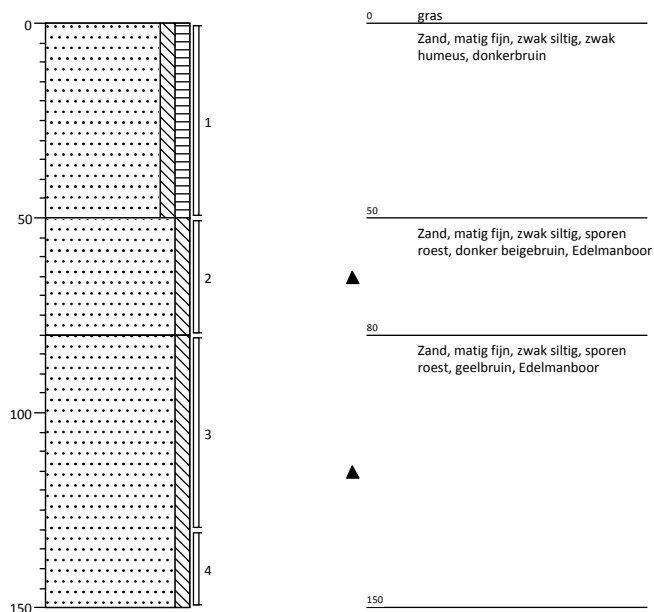 0
50
100
150
1
2
3
4
0
gras
Zand, matig fijn, zwak siltig, zwak
humeus, donkerbruin
50
Zand, matig fijn, zwak siltig, sporen
roest, donker beigebruin, Edelmanboor
80
Zand, matig fijn, zwak siltig, sporen
roest, geelbruin, Edelmanboor
150